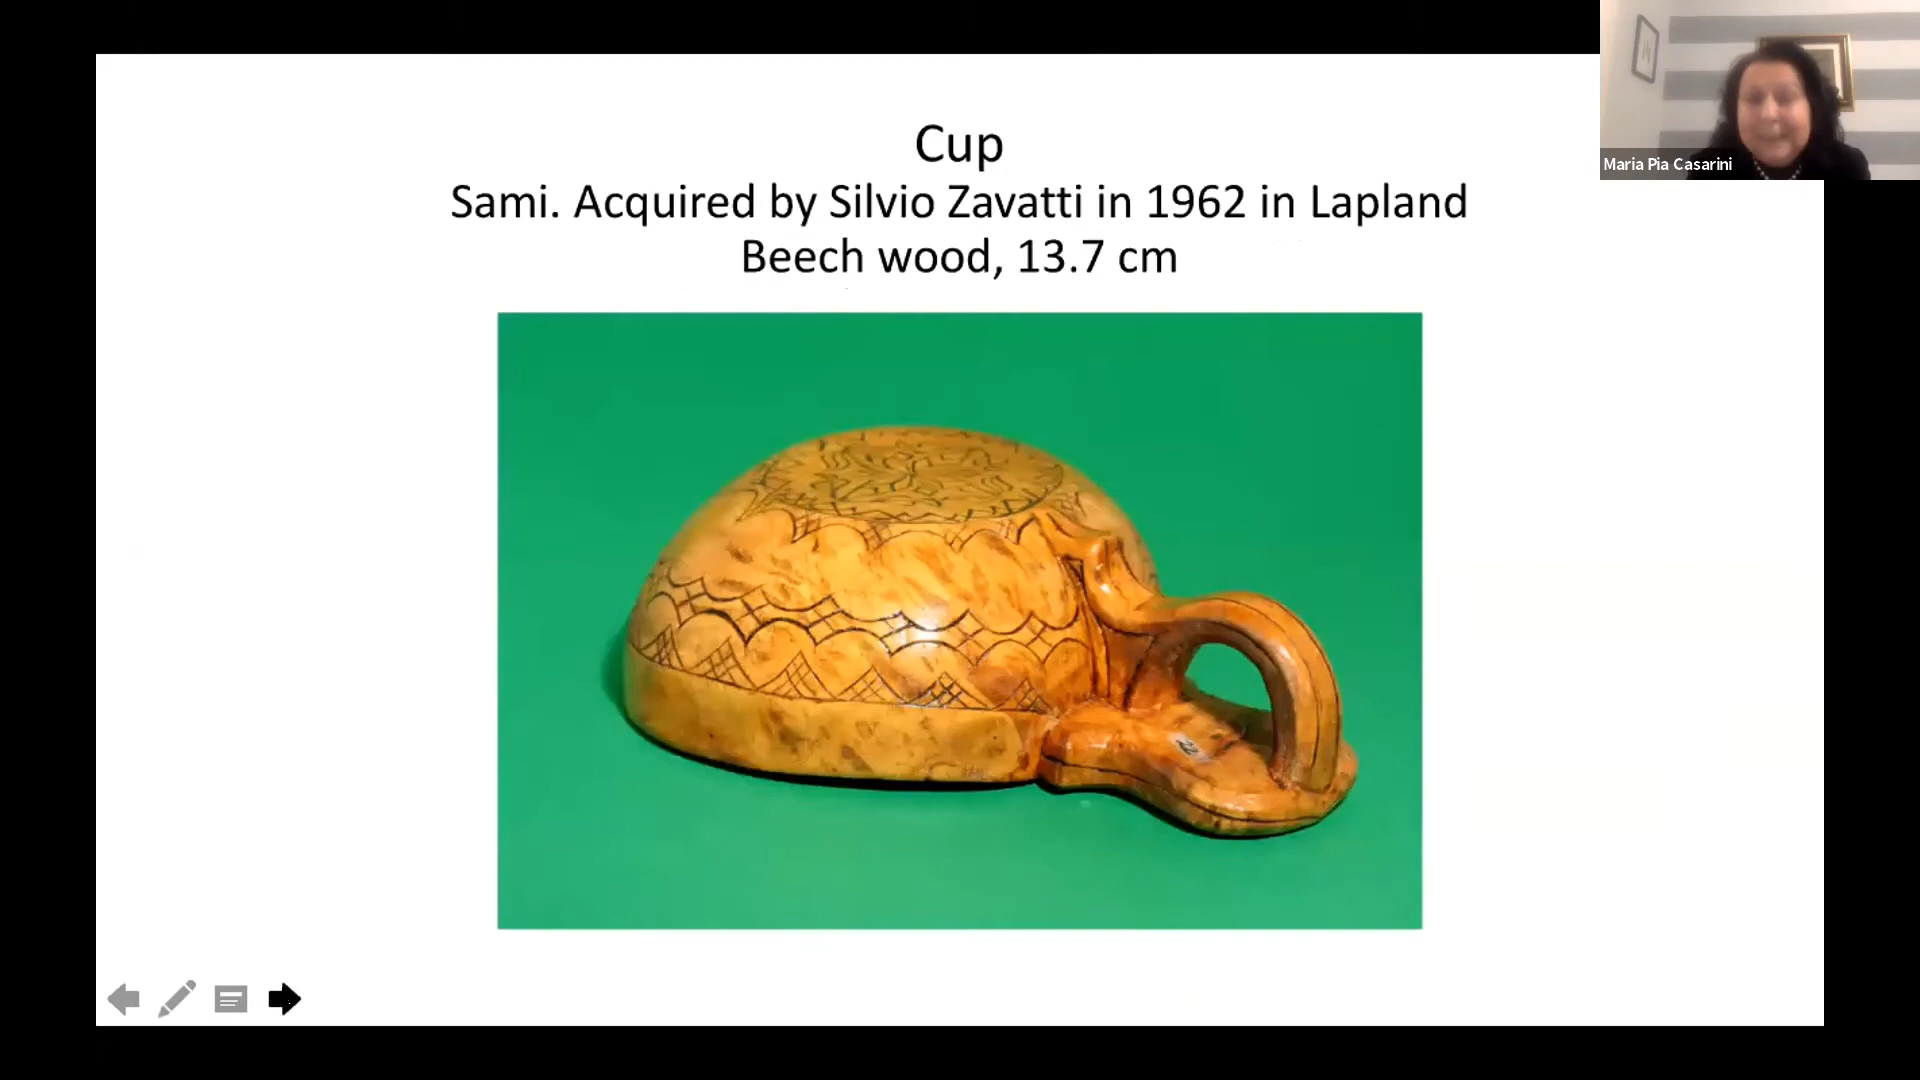 Cup
Sami. Acquired by Silvio Zavatti in 1962 in Lapland
Beech wood, 13.7 cm
Maria Pia Casarini